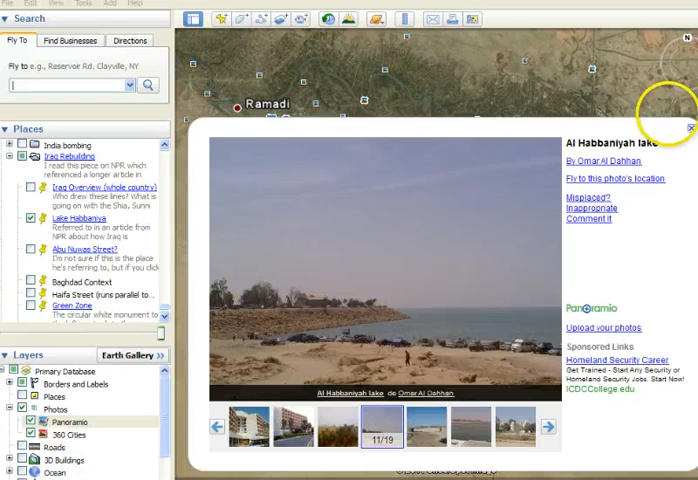 File Edit View Tools Add Help
Search
Fly To Find Businesses Directions
Fly to e.g., Reservoir Rd. Clayville, NY
Places
India bombing
Iraq Rebuilding
I read this piece on NPR which
referenced a longer article in
Iraq Overview (whole country)
Who drew these lines? What is
going on with the Shia, Sunni
Lake Habbaniya
Referred to in an article from
NPR about how Iraq is
Abu Nuwas Street?
I'm not sure if this is the place
he's referring to, but if you click
Baghdad Context
Haifa Street (runs parallel to...
Green Zone
The circular white monument to
Layers
Earth Gallery >>
Primary Database
Borders and Labels
Places
Photos
Panoramio
360 Cities
Roads
3D Buildings
Ocean
N
Ramadi
Al Habbaniyah lake
By Omar Al Dahhan
Fly to this photo's location
Misplaced?
Inappropriate
Comment it
Panoramio
Upload your photos
Sponsored Links
Homeland Security Career
Get Trained - Start Any Security or
Homeland Security Jobs. Start Now!
ICDCCollege.edu
Al Habbaniyah lake de Omar Al Dahhan
11/19